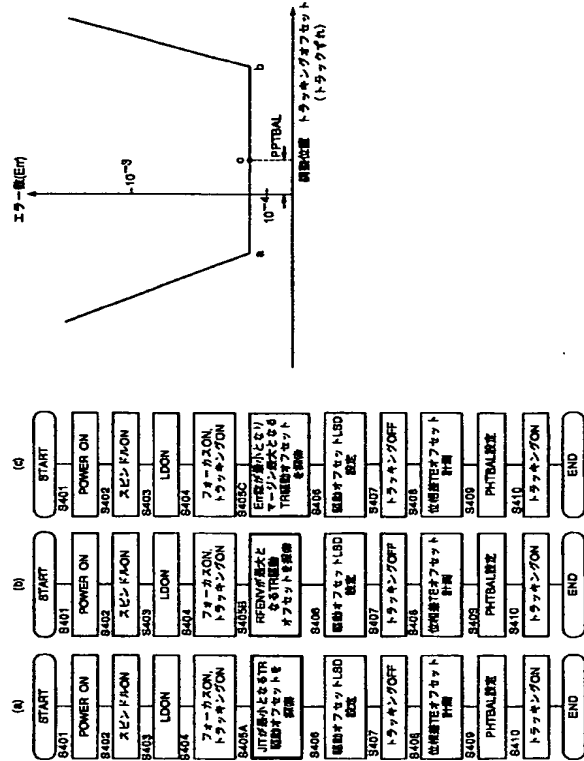 (a)
START
S401
POWER ON
S402
スピンドルON
S403
LDON
S404
フォーカスON,
トラッキングON
S405A
JITが最小となるTR
駆動オフセットを
探傭
S406
駆動オフセットLSD
設定
S407
トラッキングOFF
S408
位相差TEオフセット
計測
S409
PHTBAL設定
S410
トラッキングON
END
(b)
START
S401
POWER ON
S402
スピンドルON
S403
LDON
S404
フォーカスON,
トラッキングON
S405B
RFENVが最大と
なるTR駆動
オフセットを探傭
S406
駆動オフセットLSD
設定
S407
トラッキングOFF
S408
位相差TEオフセット
計測
S409
PHTBAL設定
S410
トラッキングON
END
(c)
START
S401
POWER ON
S402
スピンドルON
S403
LDON
S404
フォーカスON,
トラッキングON
S405C
Err数が最小となり
マージン最大となる
TR駆動オフセット
を探傭
S406
駆動オフセットLSD
設定
S407
トラッキングOFF
S408
位相差TEオフセット
計測
S409
PHTBAL設定
S410
トラッキングON
END
エラー数(Err)
10⁻³
10⁻⁴
a
c
b
PPTBAL
調動位置 トラッキングオフセット
(トラックずれ)